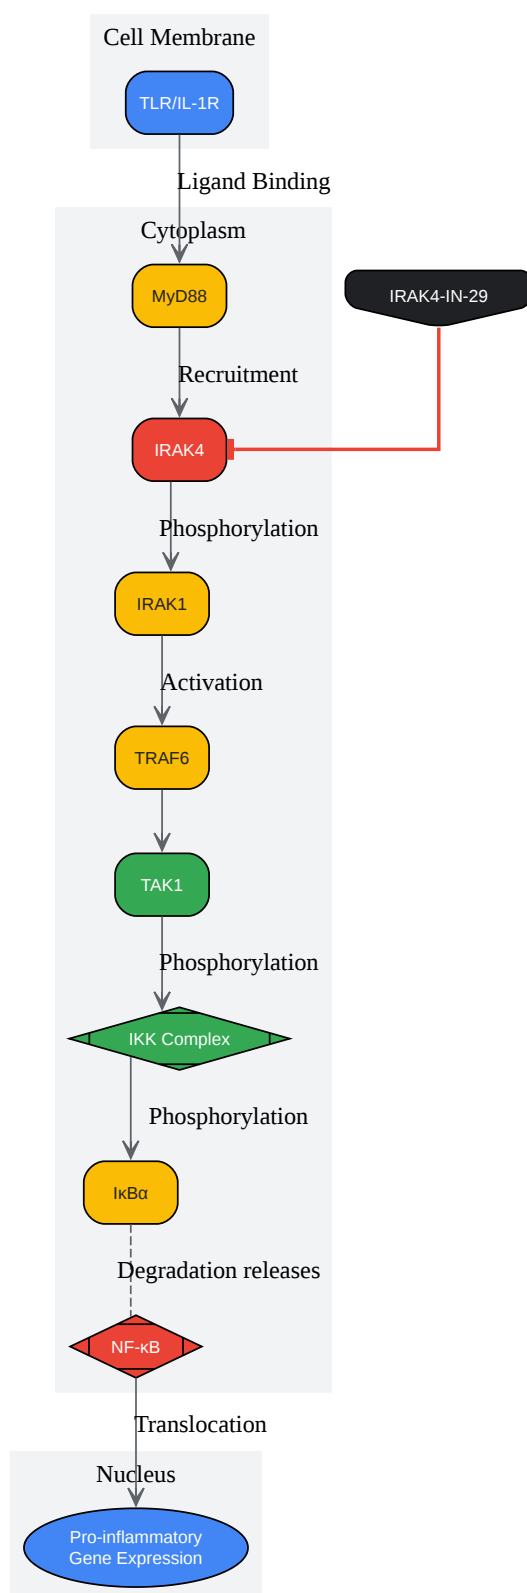 Cell Membrane
TLR/IL-1R
Ligand Binding
Cytoplasm
MyD88
IRAK4-IN-29
Recruitment
IRAK4
Phosphorylation
IRAK1
Activation
TRAF6
TAK1
Phosphorylation
IKK Complex
Phosphorylation
IκBα
Degradation releases
NF-κB
Translocation
Nucleus
Pro-inflammatory
Gene Expression